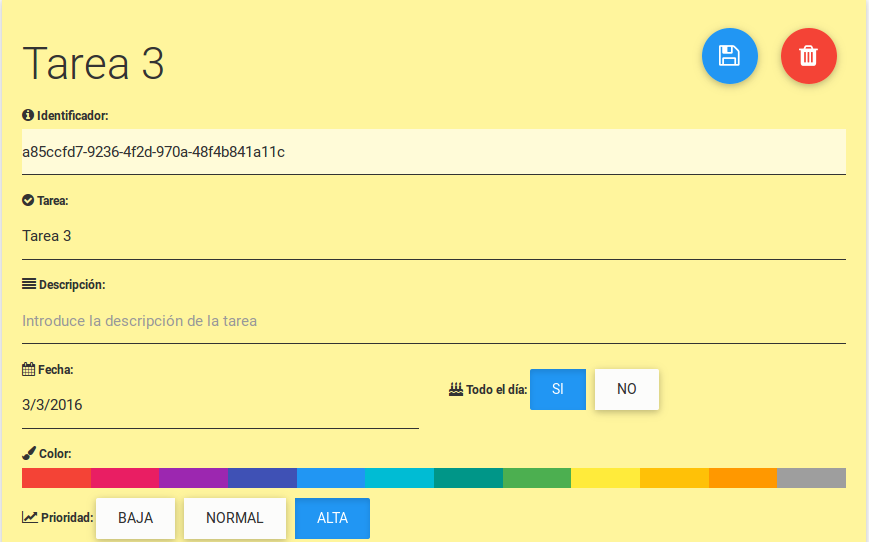 Tarea 3
Identificador:
a85ccfd7-9236-4f2d-970a-48f4b841a11c
Tarea:
Tarea 3
Descripción:
Introduce la descripción de la tarea
Fecha:
3/3/2016
Todo el día: SI NO
Color:
Prioridad: BAJA NORMAL ALTA